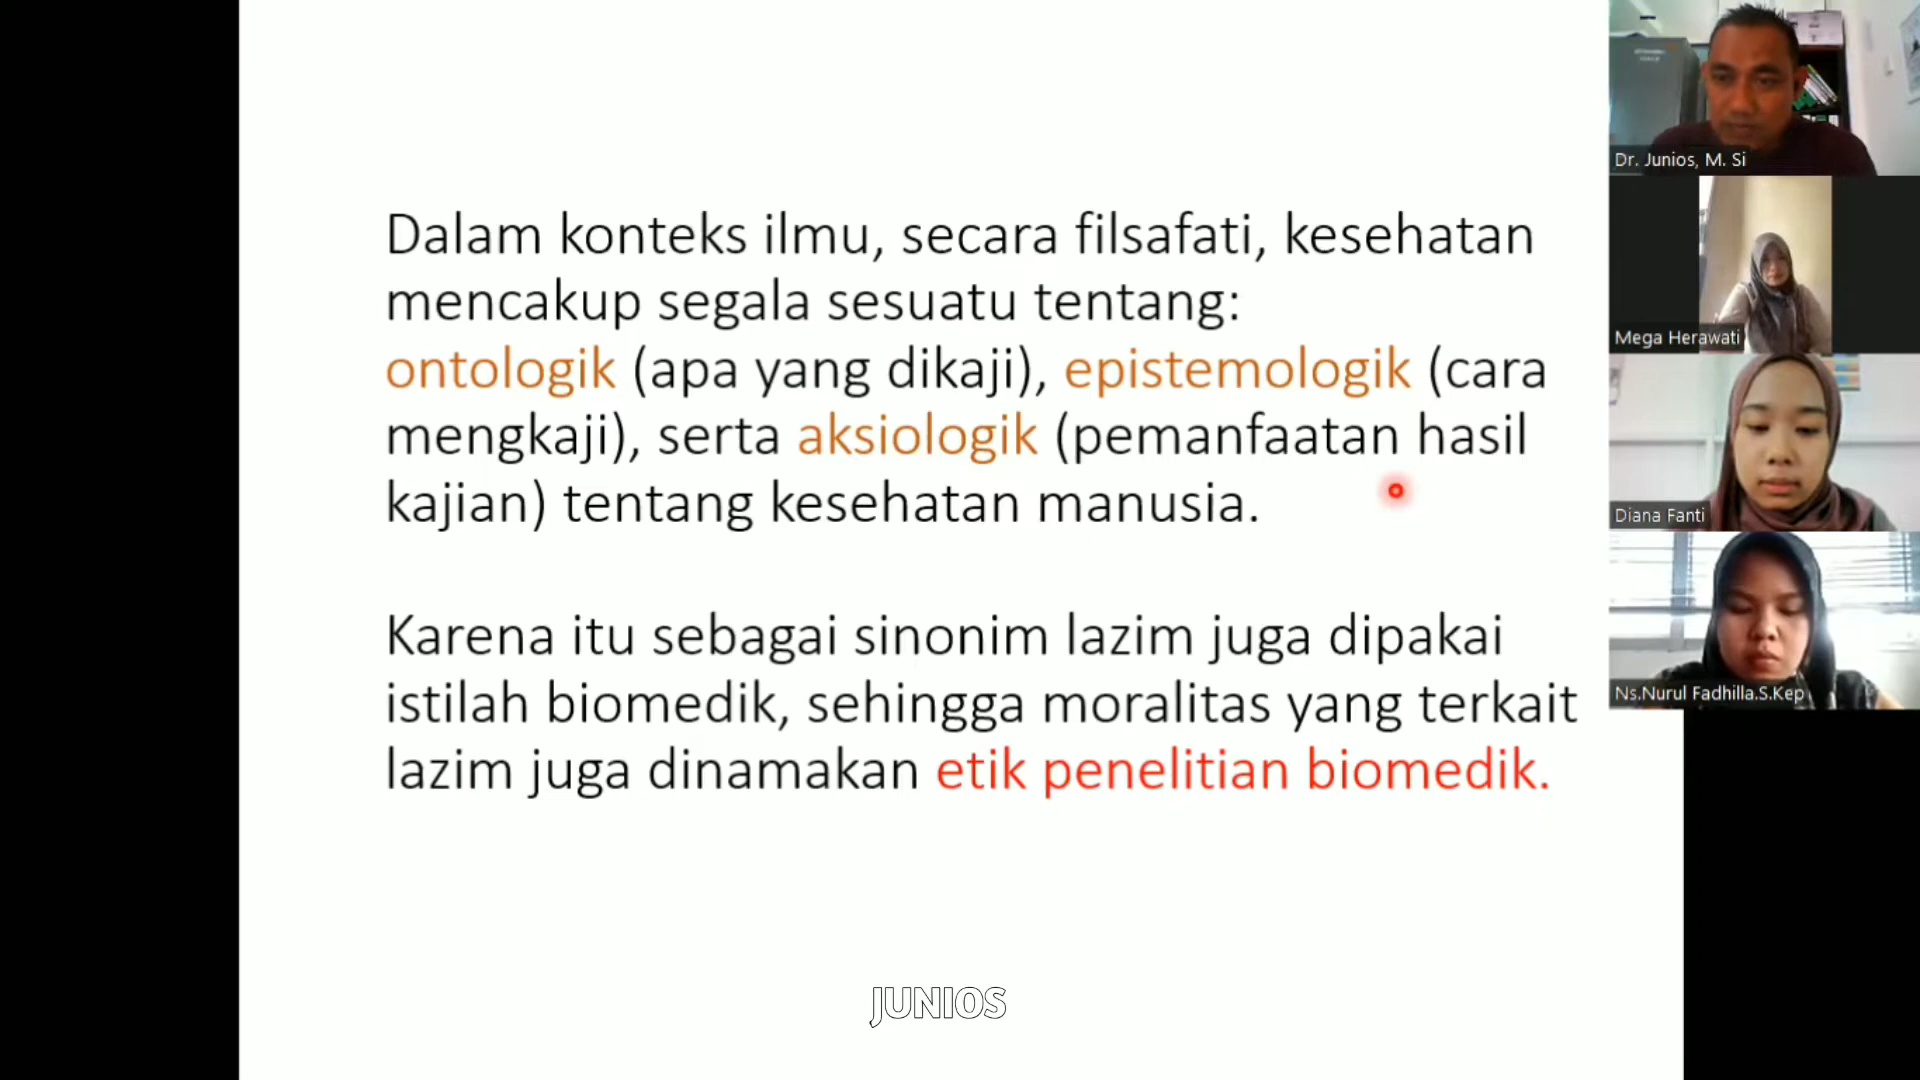 Dalam konteks ilmu, secara filsafati, kesehatan
mencakup segala sesuatu tentang:
ontologik (apa yang dikaji), epistemologik (cara
mengkaji), serta aksiologik (pemanfaatan hasil
kajian) tentang kesehatan manusia.
Karena itu sebagai sinonim lazim juga dipakai
istilah biomedik, sehingga moralitas yang terkait
lazim juga dinamakan etik penelitian biomedik.
JUNIOS
Dr. Junios, M. Si
Mega Herawati
Diana Fanti
Ns.Nurul Fadhilla.S.Kep